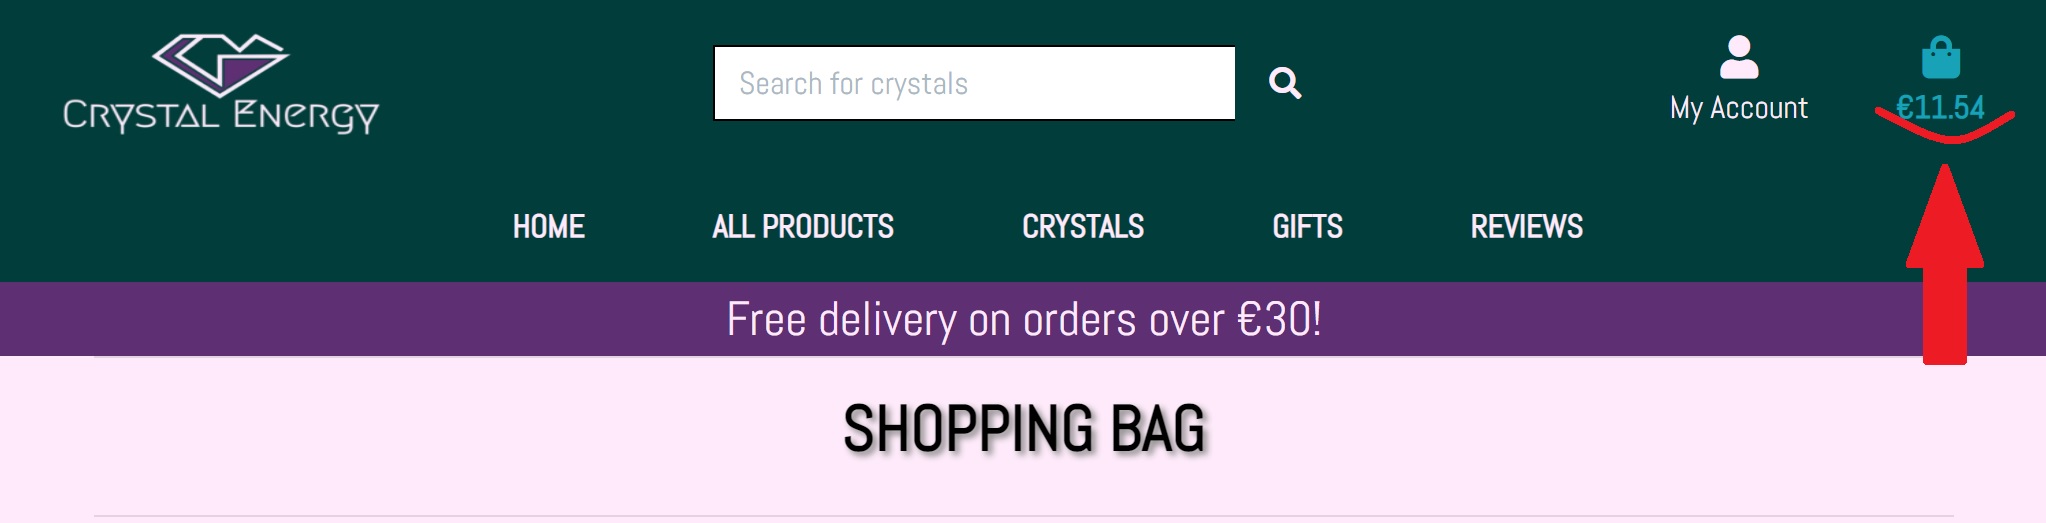 CRYSTAL ENERGY
Search for crystals
My Account
€11.54
HOME
ALL PRODUCTS
CRYSTALS
GIFTS
REVIEWS
Free delivery on orders over €30!
SHOPPING BAG